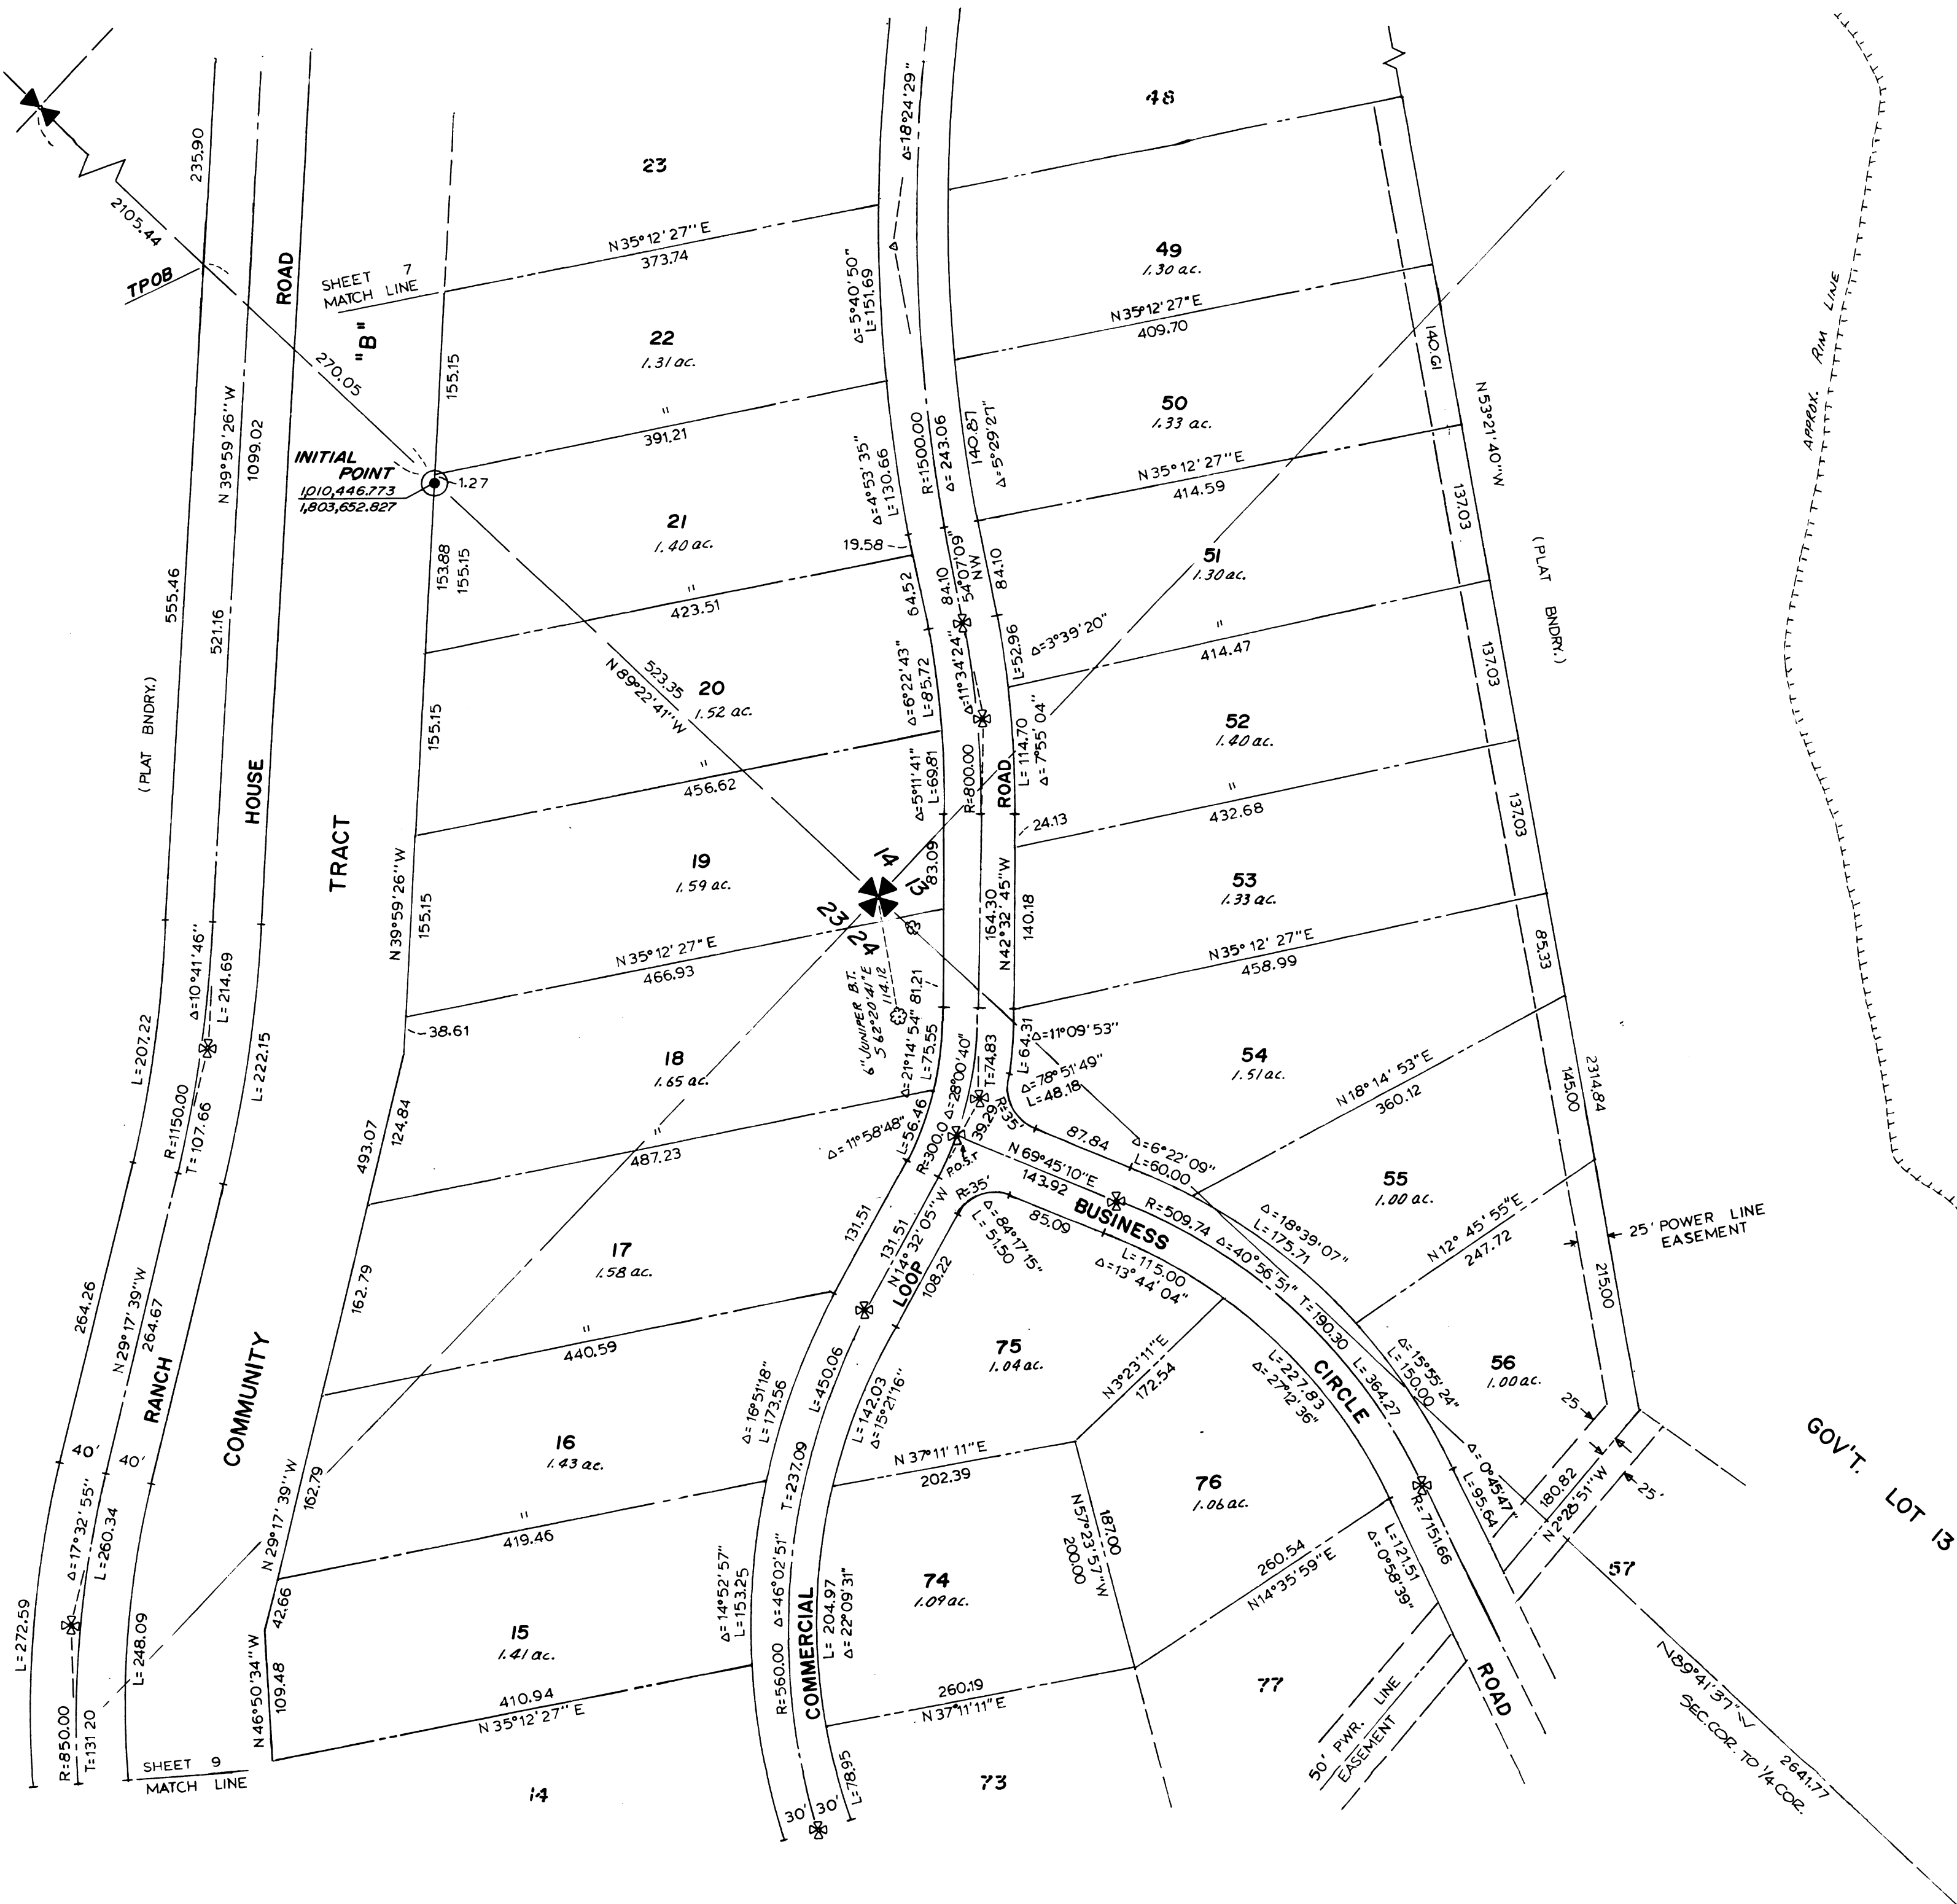 48
23
Δ=18°24'29"
235.90
2105.44
TPOB
ROAD
SHEET 7
MATCH LINE
"B"
N35°12'27"E
373.74
49
1.30 ac.
N35°12'27"E
409.70
APPROX. RIM LINE
Δ=5°40'50"
L=151.69
22
1.31 ac.
270.05
155.15
140.61
N53°21'40"W
N39°59'26"W
1099.02
"
391.21
50
1.33 ac.
R=1500.00
Δ= 243.06
140.87
Δ=5°29'27"
INITIAL
POINT
1,010,446.773
1,803,652.827
1.27
Δ=4°53'35"
L=130.66
N35°12'27"E
414.59
137.03
21
1.40 ac.
19.58
153.88
155.15
555.46
521.16
"
423.51
64.52
84.10
54°07'09"
NW
84.10
51
1.30 ac.
(PLAT BNDRY.)
L=52.96
Δ=3°39'20"
"
414.47
137.03
523.35
N89°22'41"W
20
1.52 ac.
Δ=6°22'43"
L=85.72
Δ=11°34'24"
(PLAT BNDRY.)
155.15
52
1.40 ac.
L=114.70
Δ=7°55'04"
HOUSE
"
456.62
Δ=5°11'41"
L=69.81
R=800.00
ROAD
"
432.68
137.03
24.13
TRACT
N39°59'26"W
155.15
19
1.59 ac.
14
13
23
24
83.09
53
1.33 ac.
164.30
N42°32'45"W
140.18
N35°12'27"E
458.99
85.33
N35°12'27"E
466.93
6"JUNIPER B.T.
S62°20'41"E
114.12
81.21
Δ=10°41'46"
L=214.69
38.61
L=207.22
L=222.15
R=1150.00
T=107.66
18
1.65 ac.
Δ=21°14'54"
L=75.55
Δ=28°00'40"
T=74.83
L=64.31
Δ=11°09'53"
Δ=78°51'49"
L=48.18
R=35'
39.29
54
1.51 ac.
N18°14'53"E
360.12
145.00
2314.84
493.07
124.84
"
487.23
Δ=11°58'48"
L=56.46
R=300.0
P.O.S.T
87.84
N69°45'10"E
143.92
Δ=6°22'09"
L=60.00
55
1.00 ac.
N12°45'55"E
247.72
25' POWER LINE
EASEMENT
215.00
R=35'
Δ=84°17'15"
L=51.50
85.09
BUSINESS
R=509.74 Δ=40°56'51" T=190.30 L=364.27
Δ=18°39'07"
L=175.71
17
1.58 ac.
131.51
131.51
N14°32'05"W
LOOP
108.22
L=115.00
Δ=13°44'04"
264.26
N29°17'39"W
264.67
RANCH
162.79
"
440.59
COMMUNITY
75
1.04 ac.
N3°23'11"E
172.54
L=227.83
Δ=27°12'36"
CIRCLE
Δ=15°55'24"
L=150.00
56
1.00 ac.
25
Δ=16°51'18"
L=173.56
L=450.06
L=142.03
Δ=15°21'16"
16
1.43 ac.
40'
40'
N29°17'39"W
162.79
N37°11'11"E
202.39
T=237.09
76
1.06 ac.
Δ=0°45'47"
L=95.64
180.82
N2°28'51"W
25'
GOV'T.
LOT 13
Δ=17°32'55"
L=260.34
"
419.46
N57°23'57"W
187.00
200.00
260.54
N14°35'59"E
R=7151.66
L=121.51
Δ=0°58'39"
57
L=272.59
L=248.09
42.66
N46°50'34"W
109.48
15
1.41 ac.
Δ=14°52'57"
L=153.25
R=560.00 Δ=46°02'51"
COMMERCIAL
L=204.97
Δ=22°09'31"
74
1.09 ac.
410.94
N35°12'27"E
260.19
N37°11'11"E
77
ROAD
50' PWR. LINE
EASEMENT
N89°41'37"W
2641.77
SEC.COR. TO 1/4 COR.
R=850.00
T=131.20
SHEET 9
MATCH LINE
14
L=78.95
73
30'
30'